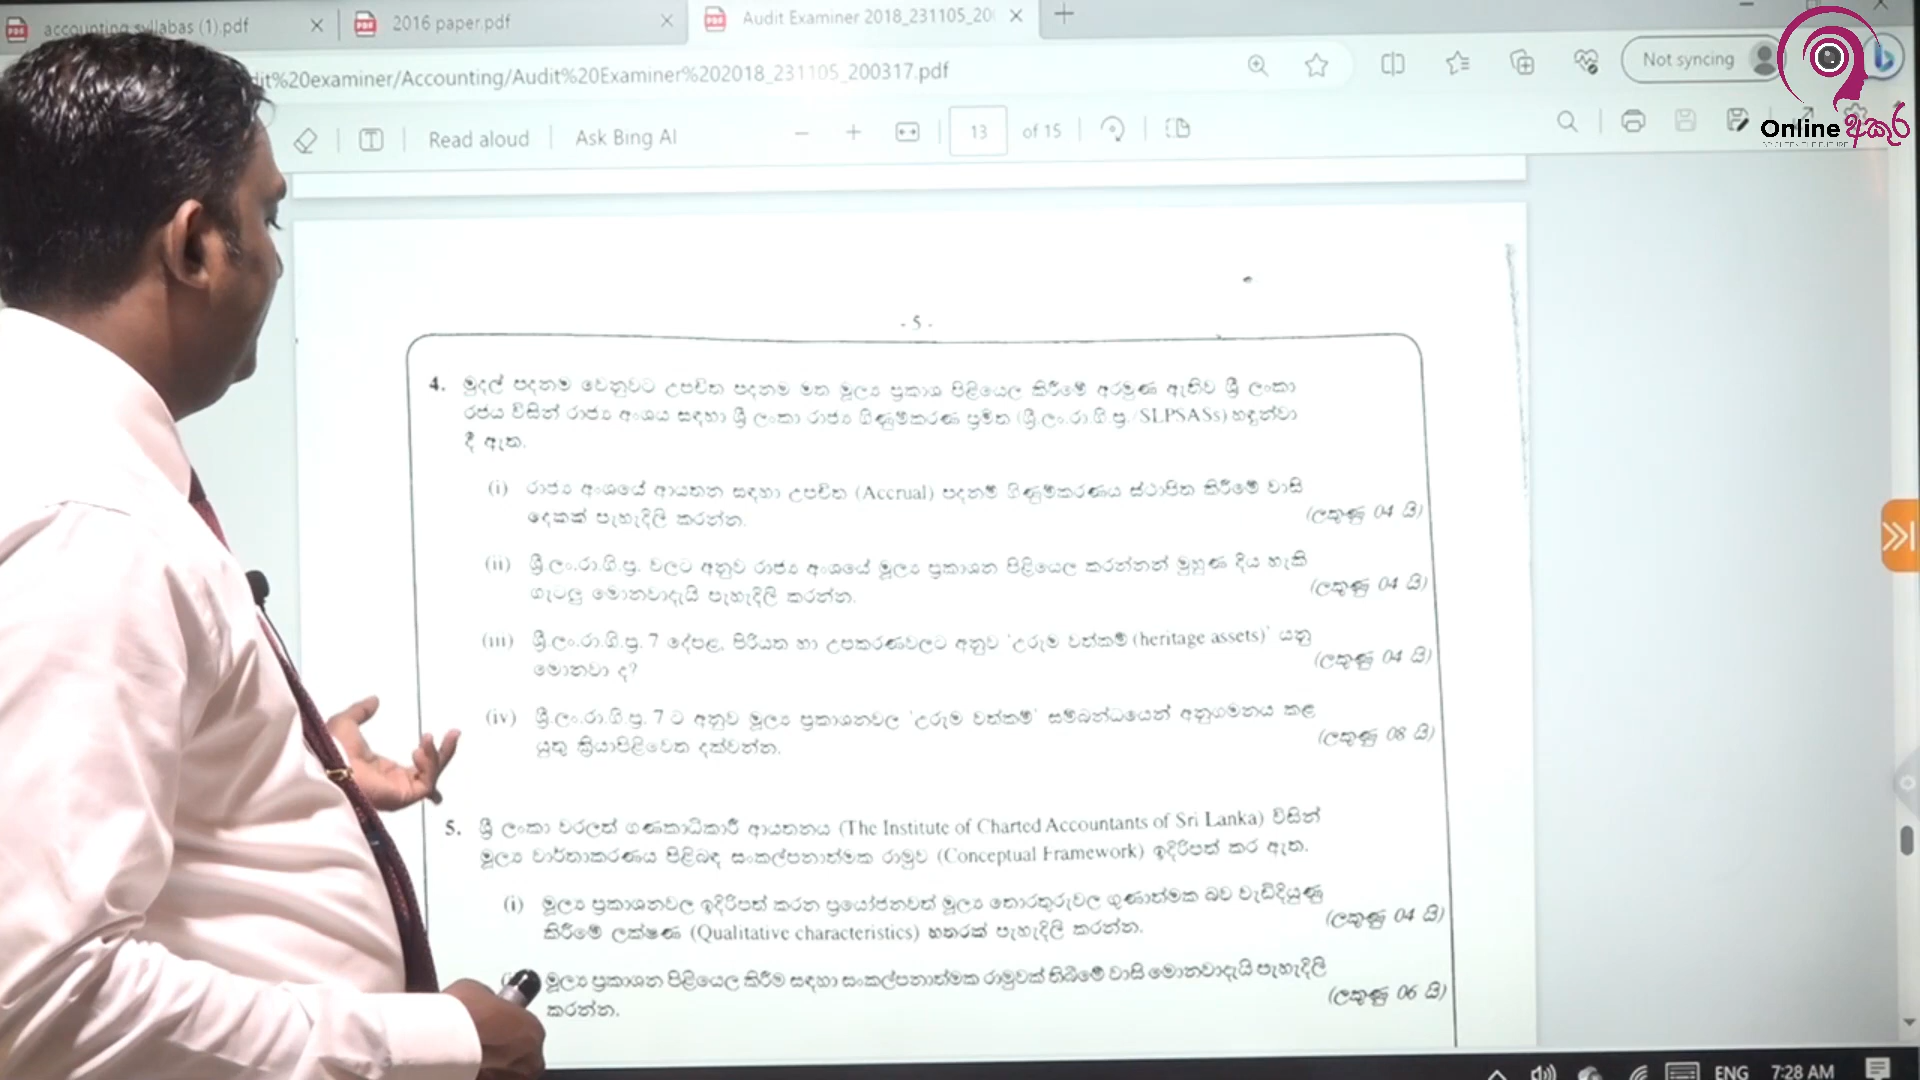 accounting syllabas (1).pdf
2016 paper.pdf
Audit Examiner 2018_231105_20
dit%20examiner/Accounting/Audit%20Examiner%202018_231105_200317.pdf
Not syncing
Read aloud
Ask Bing AI
13
of 15
Online අකුර
- 5 -
4. මුදල් පදනම වෙනුවට උපචිත පදනම මත මූල්‍ය ප්‍රකාශ පිළියෙල කිරීමේ අරමුණ ඇතිව ශ්‍රී ලංකා
රජය විසින් රාජ්‍ය අංශය සඳහා ශ්‍රී ලංකා රාජ්‍ය ගිණුම්කරණ ප්‍රමිත (ශ්‍රී.ලං.රා.ගි.ප්‍ර./SLPSASs) හඳුන්වා
දී ඇත.
(i) රාජ්‍ය අංශයේ ආයතන සඳහා උපචිත (Accrual) පදනම් ගිණුම්කරණය ස්ථාපිත කිරීමේ වාසි
දෙකක් පැහැදිලි කරන්න.
(ලකුණු 04 යි)
(ii) ශ්‍රී.ලං.රා.ගි.ප්‍ර. වලට අනුව රාජ්‍ය අංශයේ මූල්‍ය ප්‍රකාශන පිළියෙල කරන්නන් මුහුණ දිය හැකි
ගැටලු මොනවාදැයි පැහැදිලි කරන්න.
(ලකුණු 04 යි)
(iii) ශ්‍රී.ලං.රා.ගි.ප්‍ර. 7 දේපළ, පිරියත හා උපකරණවලට අනුව 'උරුම වත්කම් (heritage assets)' යනු
මොනවා ද?
(ලකුණු 04 යි)
(iv) ශ්‍රී.ලං.රා.ගි.ප්‍ර. 7 ට අනුව මූල්‍ය ප්‍රකාශනවල 'උරුම වත්කම්' සම්බන්ධයෙන් අනුගමනය කළ
යුතු ක්‍රියාපිළිවෙත දක්වන්න.
(ලකුණු 08 යි)
5. ශ්‍රී ලංකා වරලත් ගණකාධිකාරී ආයතනය (The Institute of Charted Accountants of Sri Lanka) විසින්
මූල්‍ය වාර්තාකරණය පිළිබඳ සංකල්පනාත්මක රාමුව (Conceptual Framework) ඉදිරිපත් කර ඇත.
(i) මූල්‍ය ප්‍රකාශනවල ඉදිරිපත් කරන ප්‍රයෝජනවත් මූල්‍ය තොරතුරුවල ගුණාත්මක බව වැඩිදියුණු
කිරීමේ ලක්ෂණ (Qualitative characteristics) හතරක් පැහැදිලි කරන්න.
(ලකුණු 04 යි)
මූල්‍ය ප්‍රකාශන පිළියෙල කිරීම සඳහා සංකල්පනාත්මක රාමුවක් තිබීමේ වාසි මොනවාදැයි පැහැදිලි
කරන්න.
(ලකුණු 06 යි)
ENG 7:28 AM